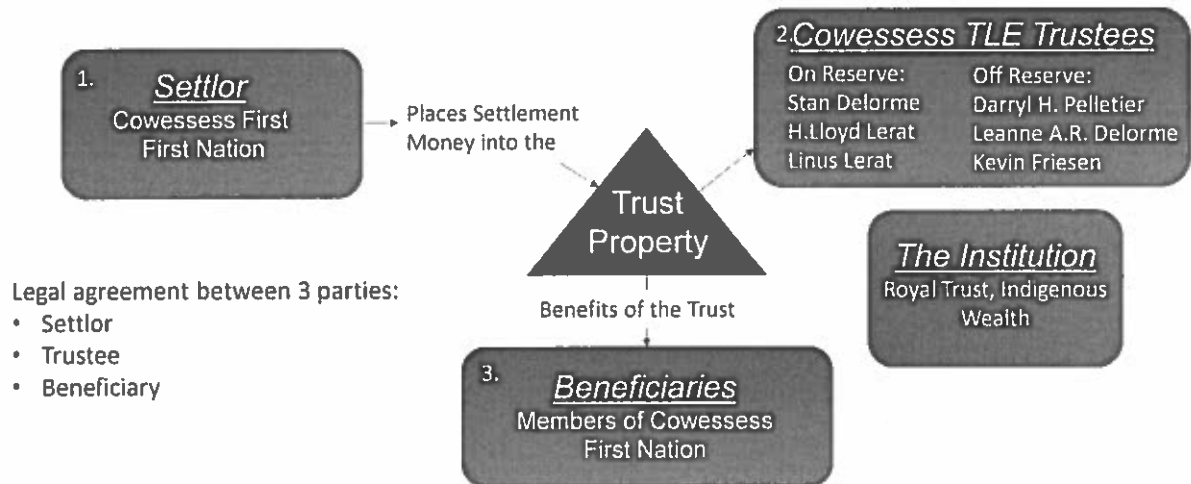 1.
Settlor
Cowessess First
First Nation
Places Settlement
Money into the
Trust
Property
2. Cowessess TLE Trustees
On Reserve:
Stan Delorme
H.Lloyd Lerat
Linus Lerat
Off Reserve:
Darryl H. Pelletier
Leanne A.R. Delorme
Kevin Friesen
The Institution
Royal Trust, Indigenous
Wealth
Legal agreement between 3 parties:
• Settlor
• Trustee
• Beneficiary
Benefits of the Trust
3.
Beneficiaries
Members of Cowessess
First Nation